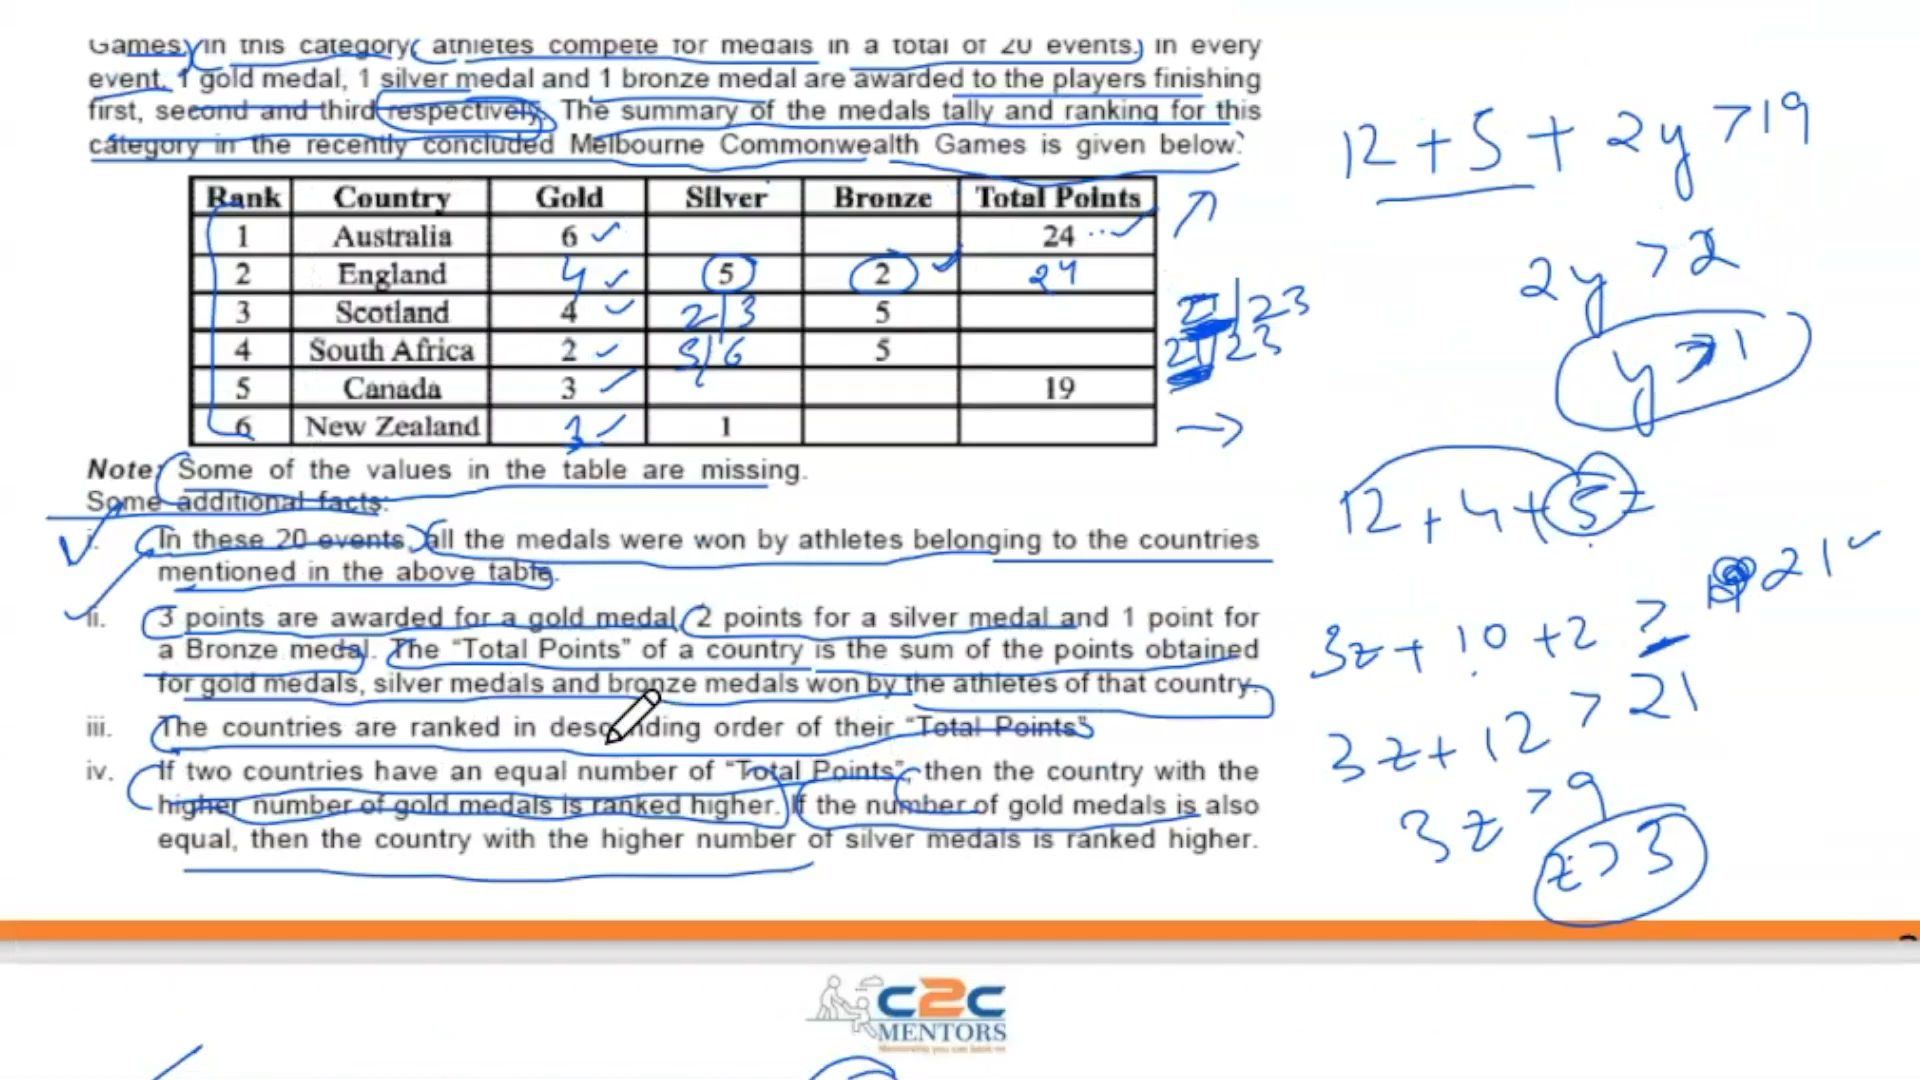 Games) in this category, athletes compete for medals in a total of 20 events. In every
event, 1 gold medal, 1 silver medal and 1 bronze medal are awarded to the players finishing
first, second and third respectively. The summary of the medals tally and ranking for this
category in the recently concluded Melbourne Commonwealth Games is given below:
Rank Country Gold Silver Bronze Total Points
1 Australia 6 24
2 England 4 5 2 24
3 Scotland 4 2/3 5 /23
4 South Africa 2 5/6 5 21/23
5 Canada 3 19
6 New Zealand 1 1
Note: Some of the values in the table are missing.
Some additional facts:
i. In these 20 events, all the medals were won by athletes belonging to the countries
mentioned in the above table.
ii. 3 points are awarded for a gold medal, 2 points for a silver medal and 1 point for
a Bronze medal. The “Total Points” of a country is the sum of the points obtained
for gold medals, silver medals and bronze medals won by the athletes of that country.
iii. The countries are ranked in descending order of their “Total Points”
iv. If two countries have an equal number of “Total Points”, then the country with the
higher number of gold medals is ranked higher. If the number of gold medals is also
equal, then the country with the higher number of silver medals is ranked higher.
12 + 5 + 2y > 19
2y > 2
y > 1
12 + 4 + 5 =
21
3z + 10 + 2 >
3z + 12 > 21
3z > 9
z > 3
C2C
MENTORS